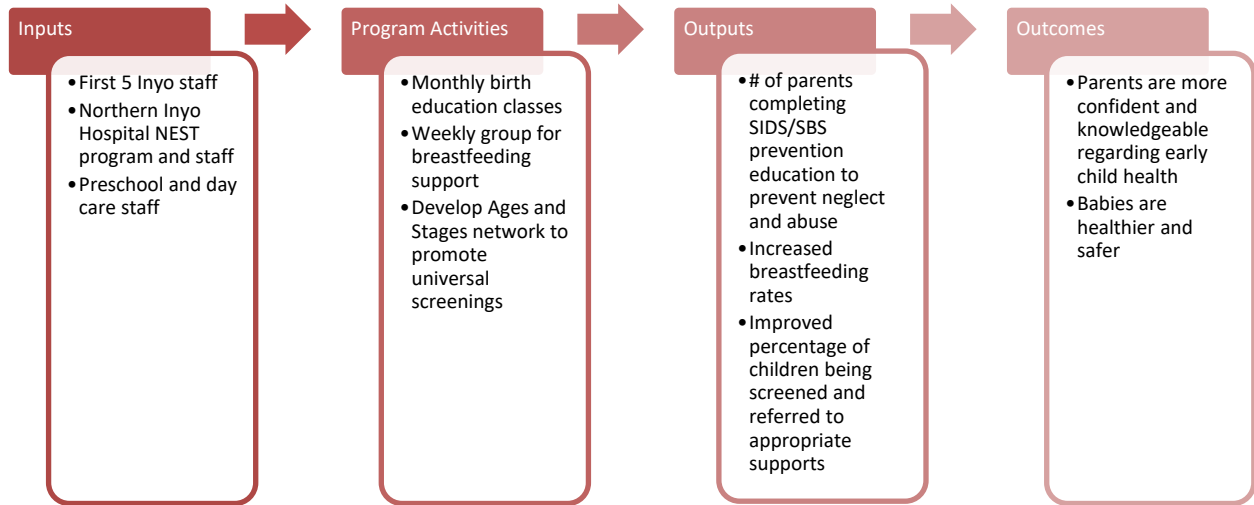 Inputs
• First 5 Inyo staff
• Northern Inyo
Hospital NEST
program and staff
• Preschool and day
care staff
Program Activities
• Monthly birth
education classes
• Weekly group for
breastfeeding
support
• Develop Ages and
Stages network to
promote
universal
screenings
Outputs
• # of parents
completing
SIDS/SBS
prevention
education to
prevent neglect
and abuse
• Increased
breastfeeding
rates
• Improved
percentage of
children being
screened and
referred to
appropriate
supports
Outcomes
• Parents are more
confident and
knowledgeable
regarding early
child health
• Babies are
healthier and
safer